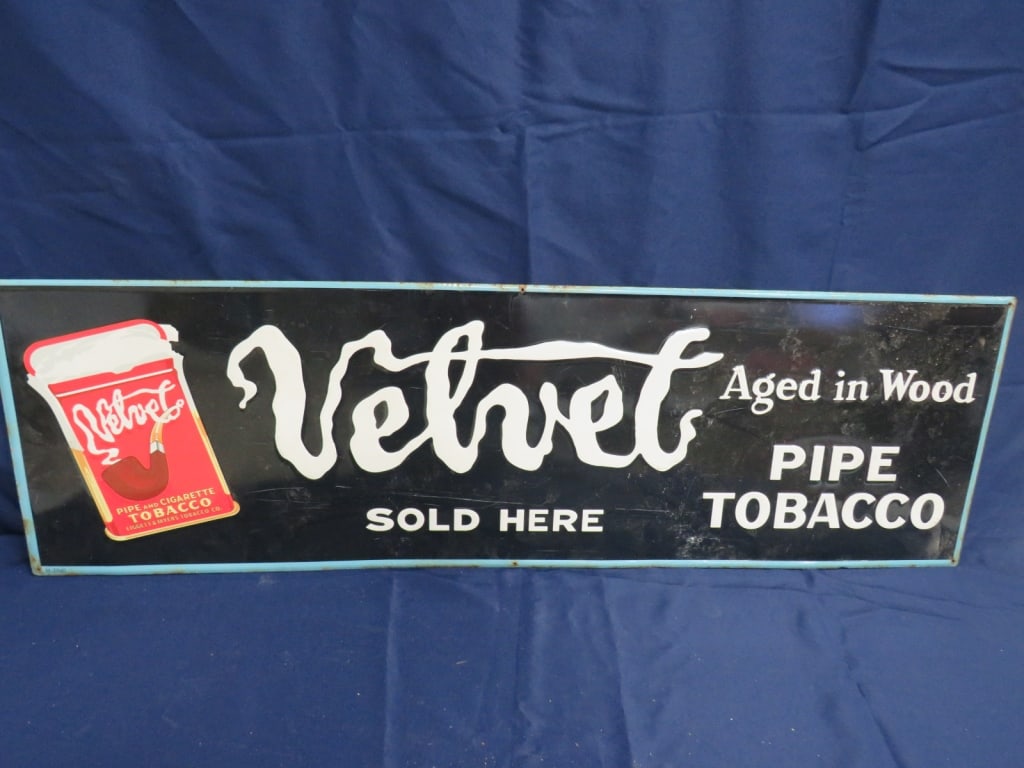 Velvet
PIPE AND CIGARETTE
TOBACCO
LIGGETT & MYERS TOBACCO CO.
Velvet
SOLD HERE
Aged in Wood
PIPE
TOBACCO